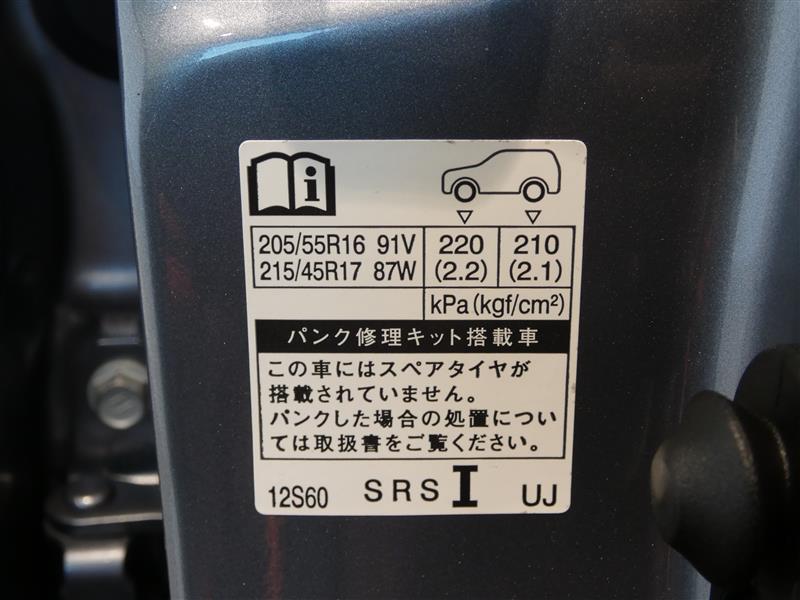 205/55R16 91V 220 210
215/45R17 87W (2.2) (2.1)
kPa(kgf/cm²)
パンク修理キット搭載車
この車にはスペアタイヤが
搭載されていません。
パンクした場合の処置につい
ては取扱書をご覧ください。
12S60 SRS I UJ